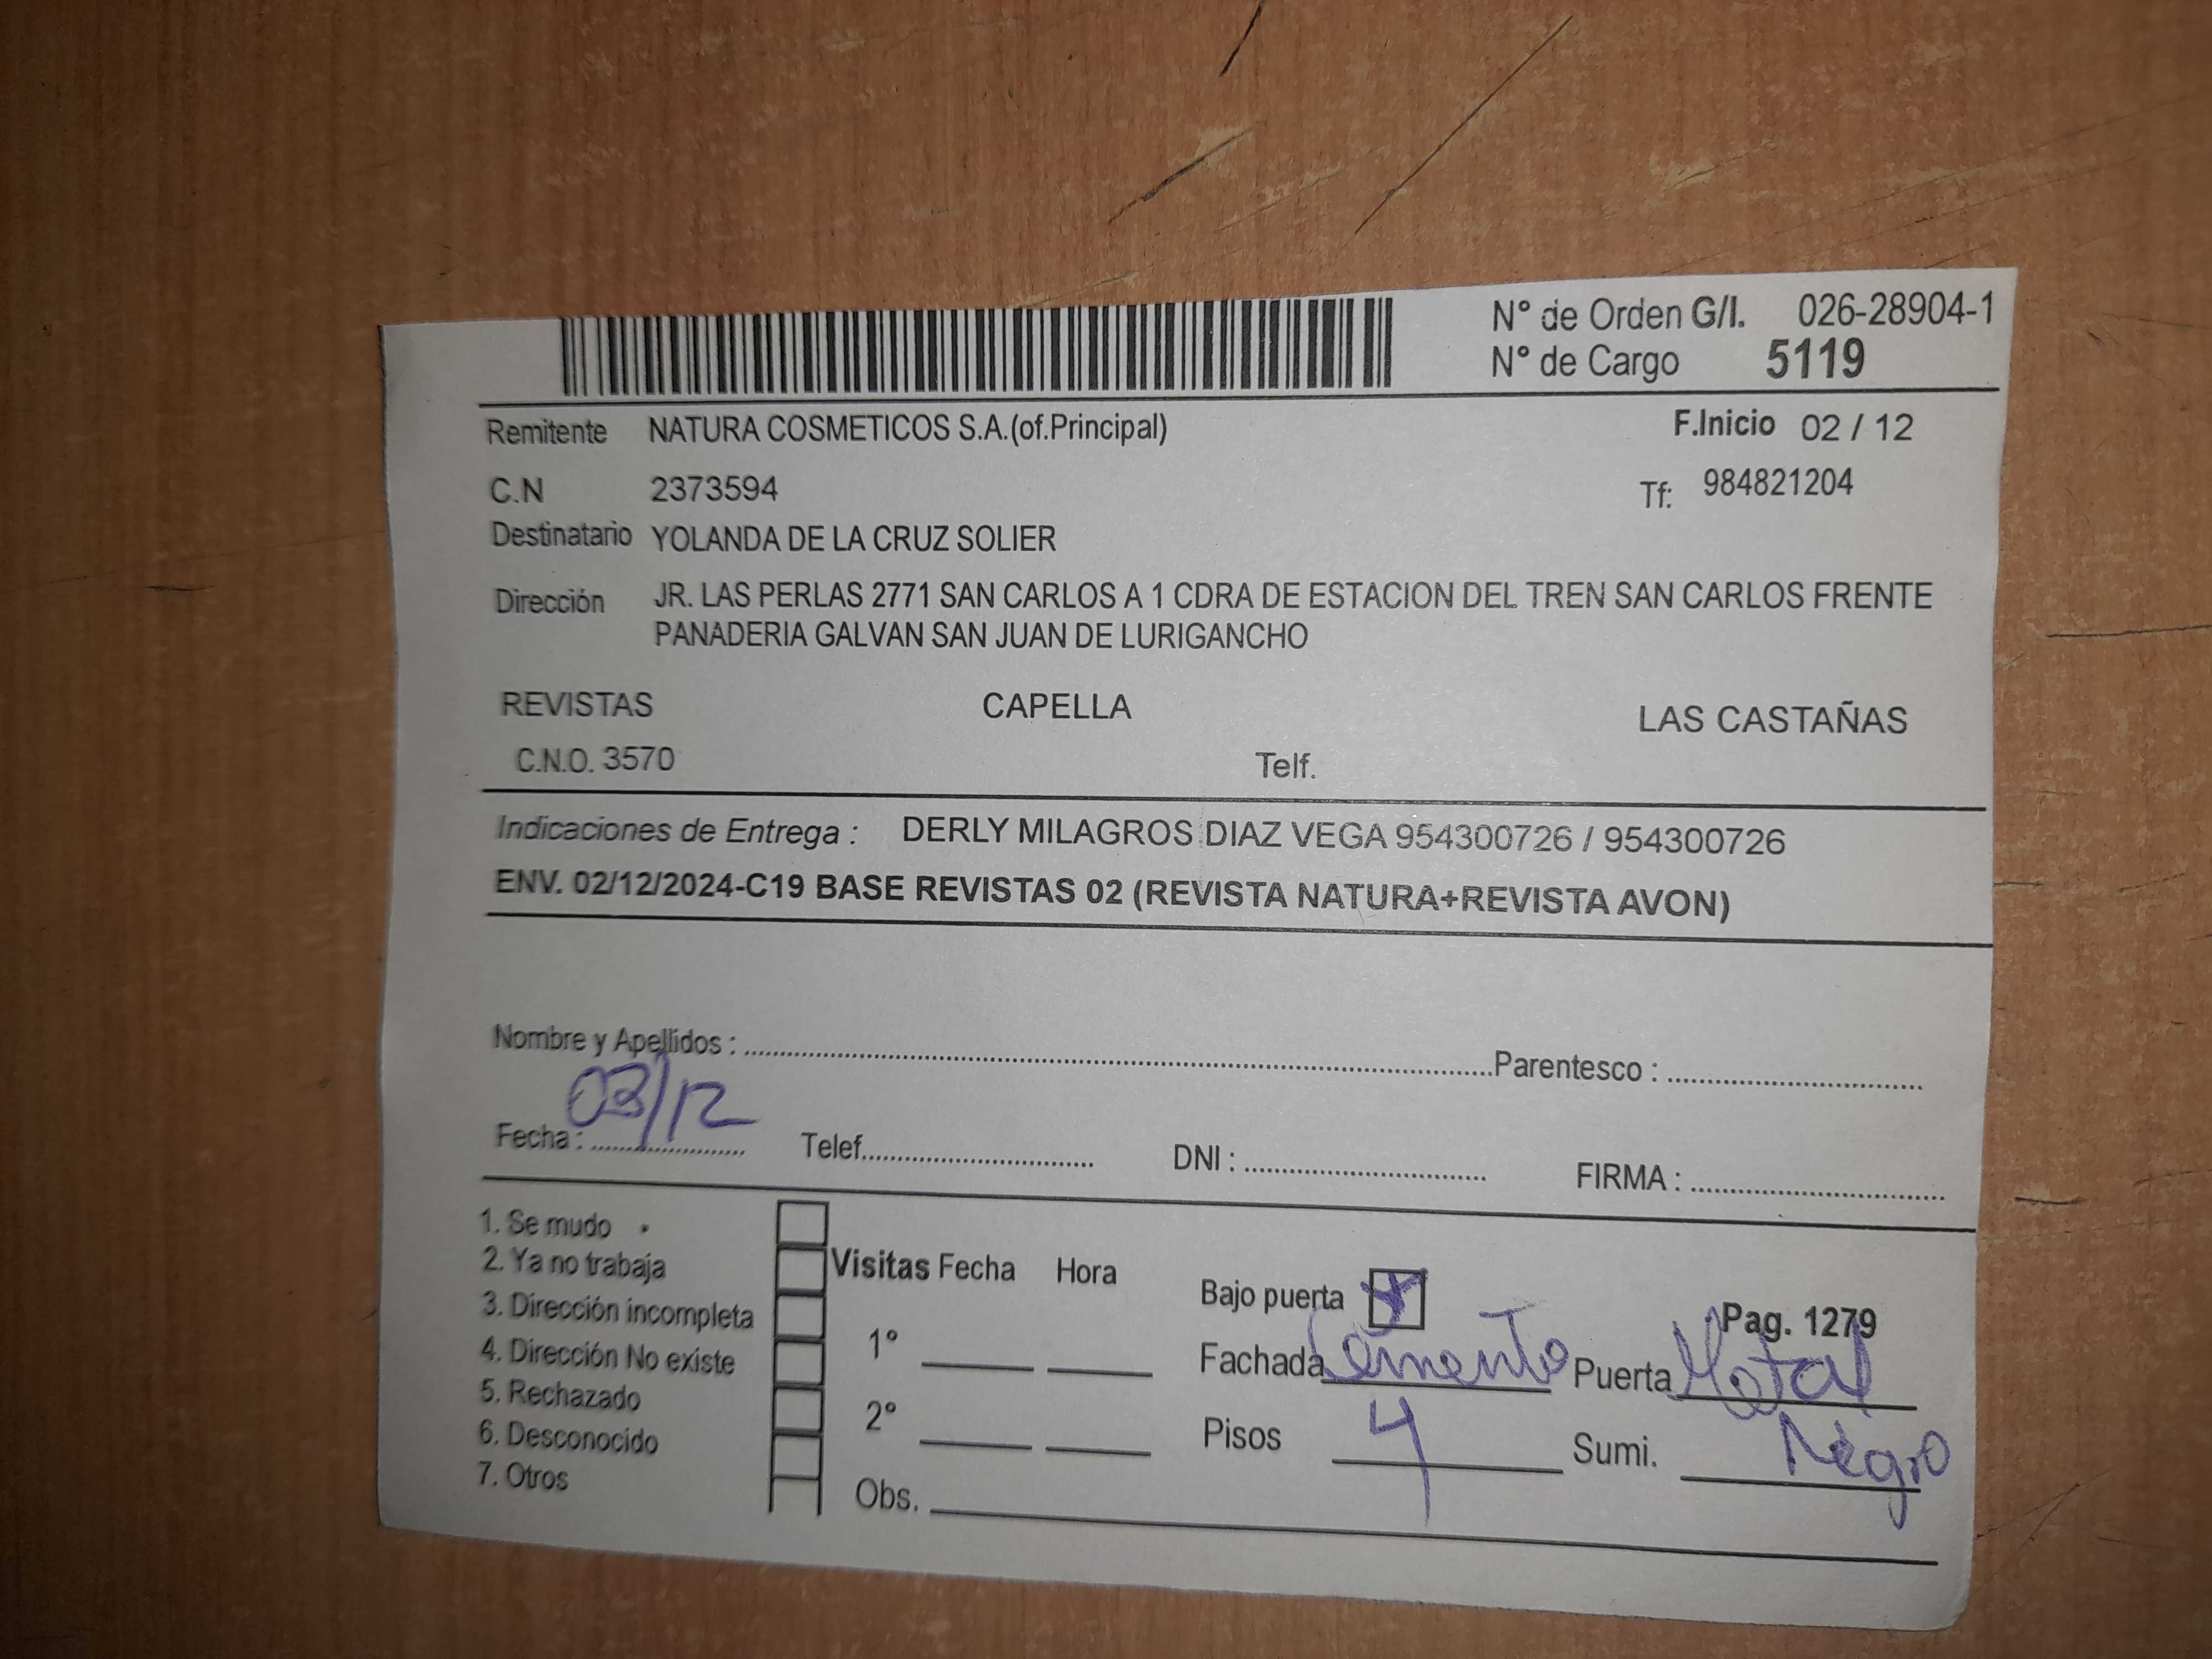 N° de Orden G/I. 026-28904-1
N° de Cargo 5119
Remitente NATURA COSMETICOS S.A.(of.Principal) F.Inicio 02 / 12
C.N 2373594 Tf: 984821204
Destinatario YOLANDA DE LA CRUZ SOLIER
Dirección JR. LAS PERLAS 2771 SAN CARLOS A 1 CDRA DE ESTACION DEL TREN SAN CARLOS FRENTE
PANADERIA GALVAN SAN JUAN DE LURIGANCHO
REVISTAS CAPELLA LAS CASTAÑAS
C.N.O. 3570 Telf.
Indicaciones de Entrega : DERLY MILAGROS DIAZ VEGA 954300726 / 954300726
ENV. 02/12/2024-C19 BASE REVISTAS 02 (REVISTA NATURA+REVISTA AVON)
Nombre y Apellidos : Parentesco :
Fecha : 03/12 Telef. DNI : FIRMA :
1. Se mudo
2. Ya no trabaja
3. Dirección incompleta
4. Dirección No existe
5. Rechazado
6. Desconocido
7. Otros
Visitas Fecha Hora
1°
2°
Obs.
Bajo puerta X Pag. 1279
Fachada Cemento Puerta Metal
Pisos 4 Sumi. Negro